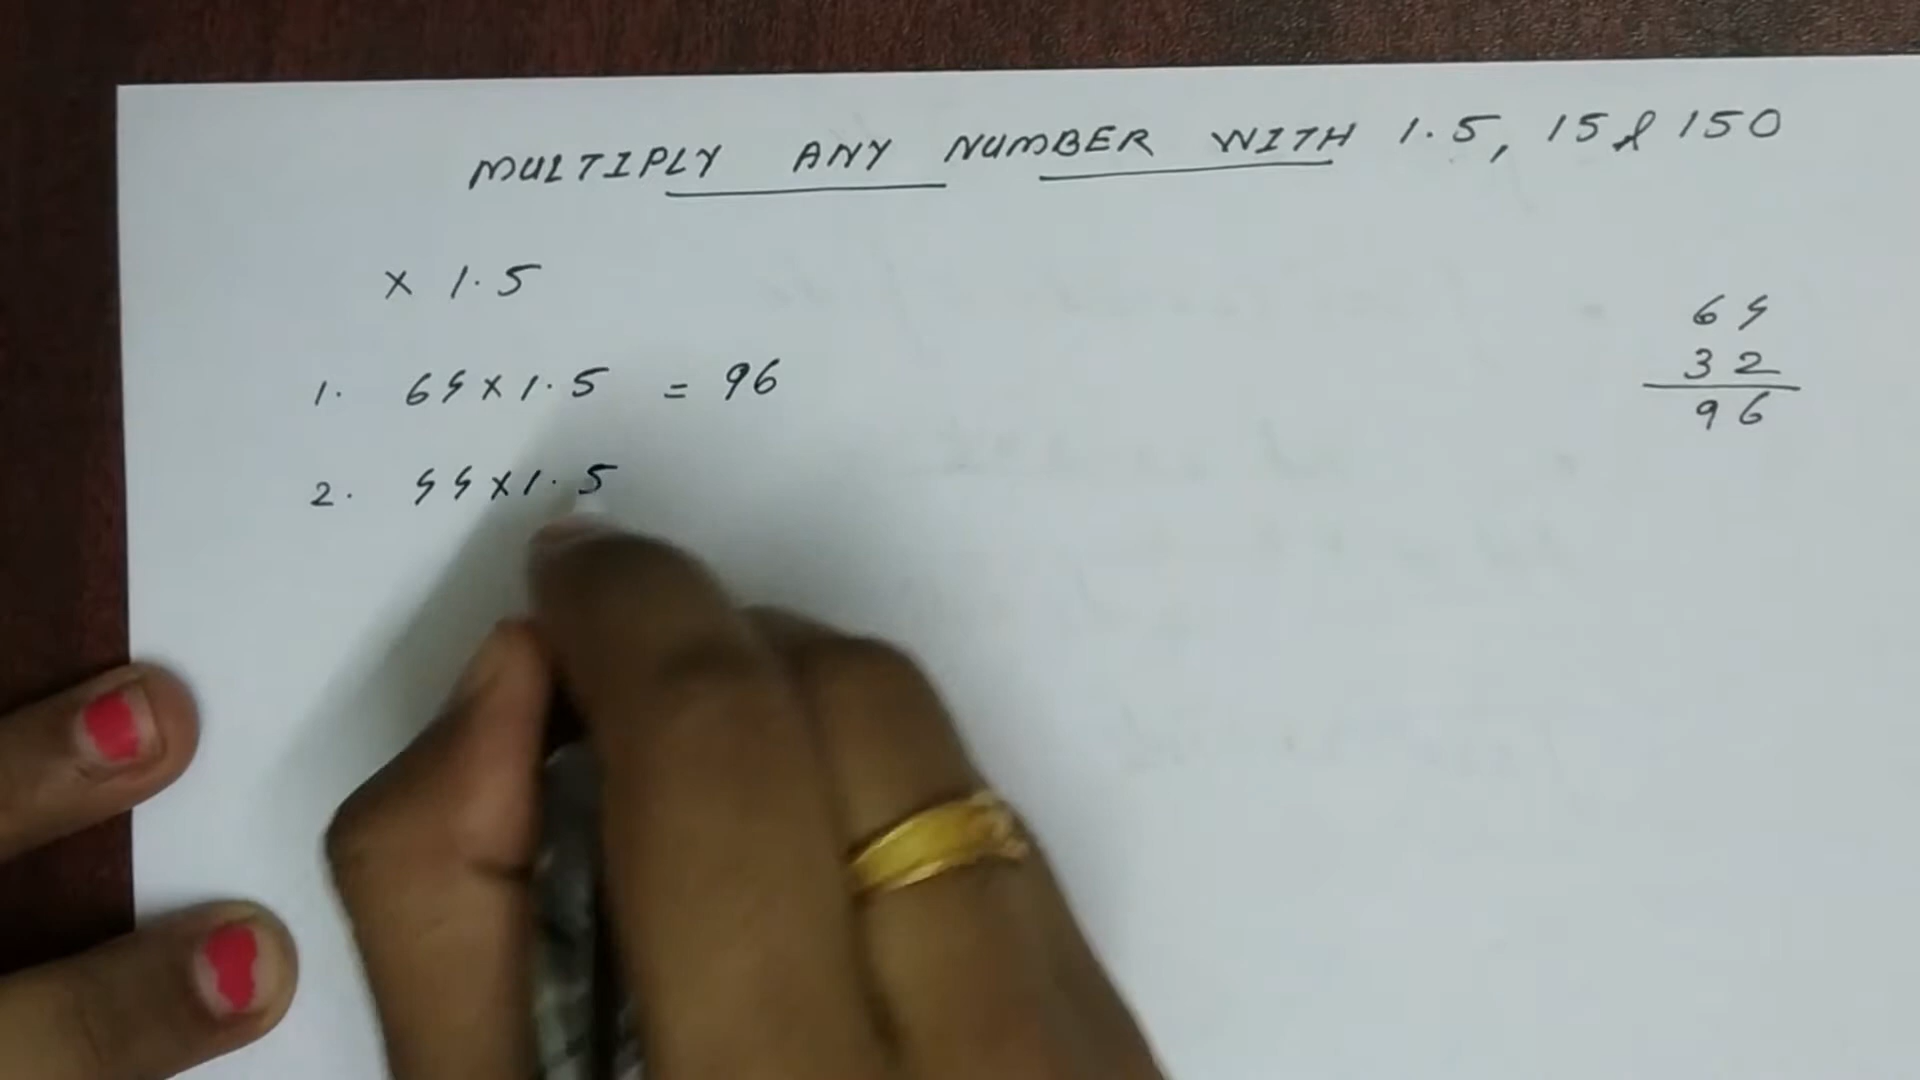 MULTIPLY ANY NUMBER WITH 1.5, 15 & 150
× 1.5
1. 64 × 1.5 = 96
2. 44 × 1.5
64
32
96